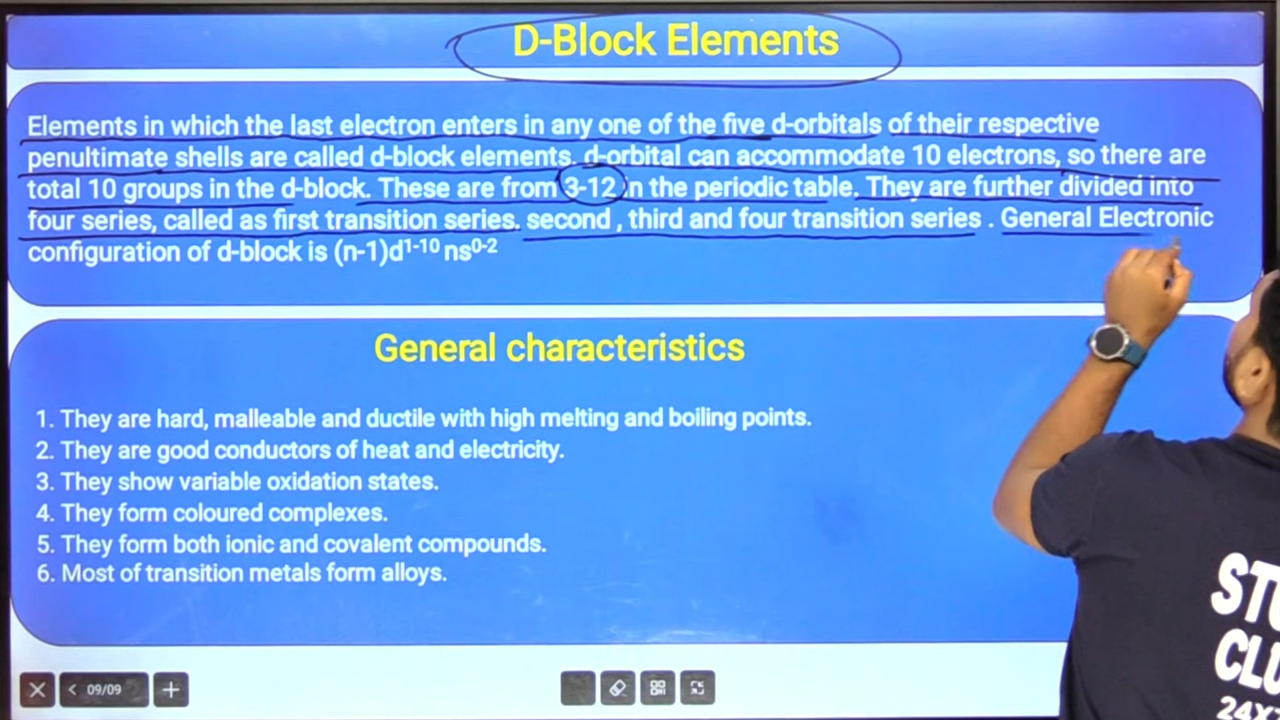 D-Block Elements
Elements in which the last electron enters in any one of the five d-orbitals of their respective
penultimate shells are called d-block elements. d-orbital can accommodate 10 electrons, so there are
total 10 groups in the d-block. These are from 3-12 in the periodic table. They are further divided into
four series, called as first transition series. second , third and four transition series . General Electronic
configuration of d-block is (n-1)d¹⁻¹⁰ ns⁰⁻²
General characteristics
1. They are hard, malleable and ductile with high melting and boiling points.
2. They are good conductors of heat and electricity.
3. They show variable oxidation states.
4. They form coloured complexes.
5. They form both ionic and covalent compounds.
6. Most of transition metals form alloys.
< 09/09
24X7